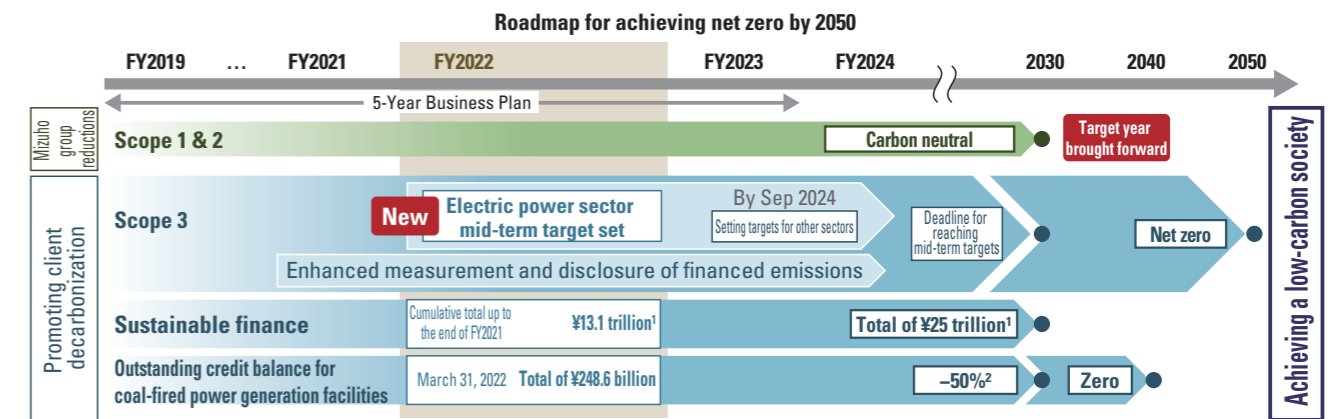 Roadmap for achieving net zero by 2050
FY2019 … FY2021 FY2022 FY2023 FY2024 2030 2040 2050
5-Year Business Plan
Mizuho
group
reductions
Scope 1 & 2
Carbon neutral
Target year
brought forward
Promoting client
decarbonization
Scope 3
New
Electric power sector
mid-term target set
By Sep 2024
Setting targets for other sectors
Deadline for
reaching
mid-term targets
Net zero
Enhanced measurement and disclosure of financed emissions
Sustainable finance
Cumulative total up to
the end of FY2021
¥13.1 trillion¹
Total of ¥25 trillion¹
Outstanding credit balance for
coal-fired power generation facilities
March 31, 2022 Total of ¥248.6 billion
–50%²
Zero
Achieving a low-carbon society